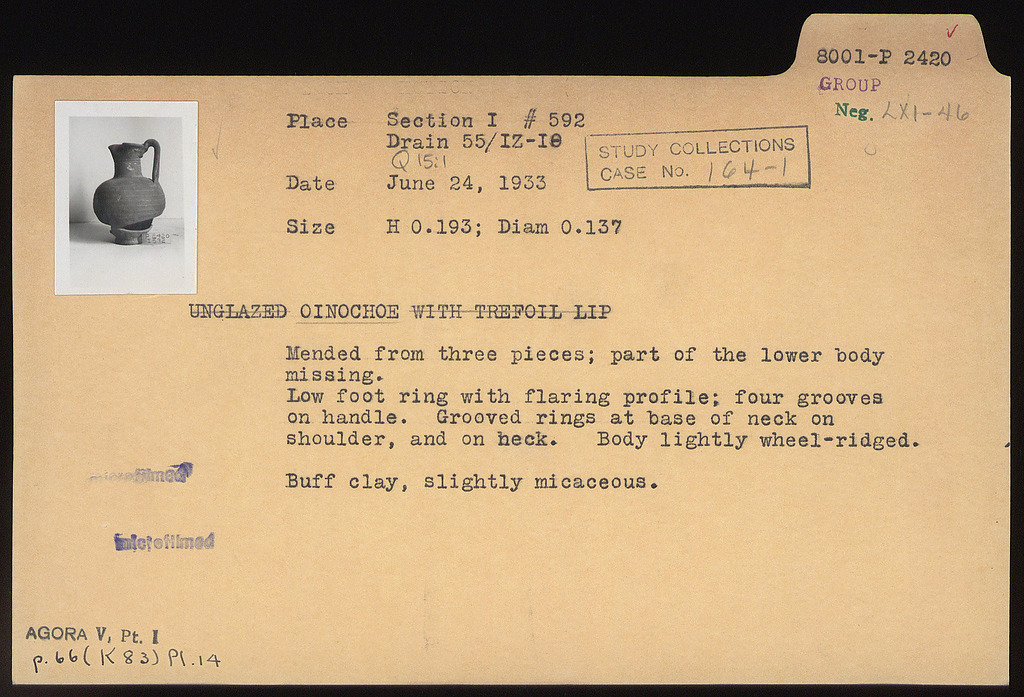 8001-P 2420
GROUP
Neg. LXI-46
Place Section I # 592
Drain 55/IZ-IΘ
Q 15:1
STUDY COLLECTIONS
CASE No. 164-1
Date June 24, 1933
Size H 0.193; Diam 0.137
UNGLAZED OINOCHOE WITH TREFOIL LIP
Mended from three pieces; part of the lower body
missing.
Low foot ring with flaring profile; four grooves
on handle. Grooved rings at base of neck on
shoulder, and on neck. Body lightly wheel-ridged.
microfilmed
Buff clay, slightly micaceous.
microfilmed
AGORA V, Pt. I
p. 66 (K 83) Pl. 14